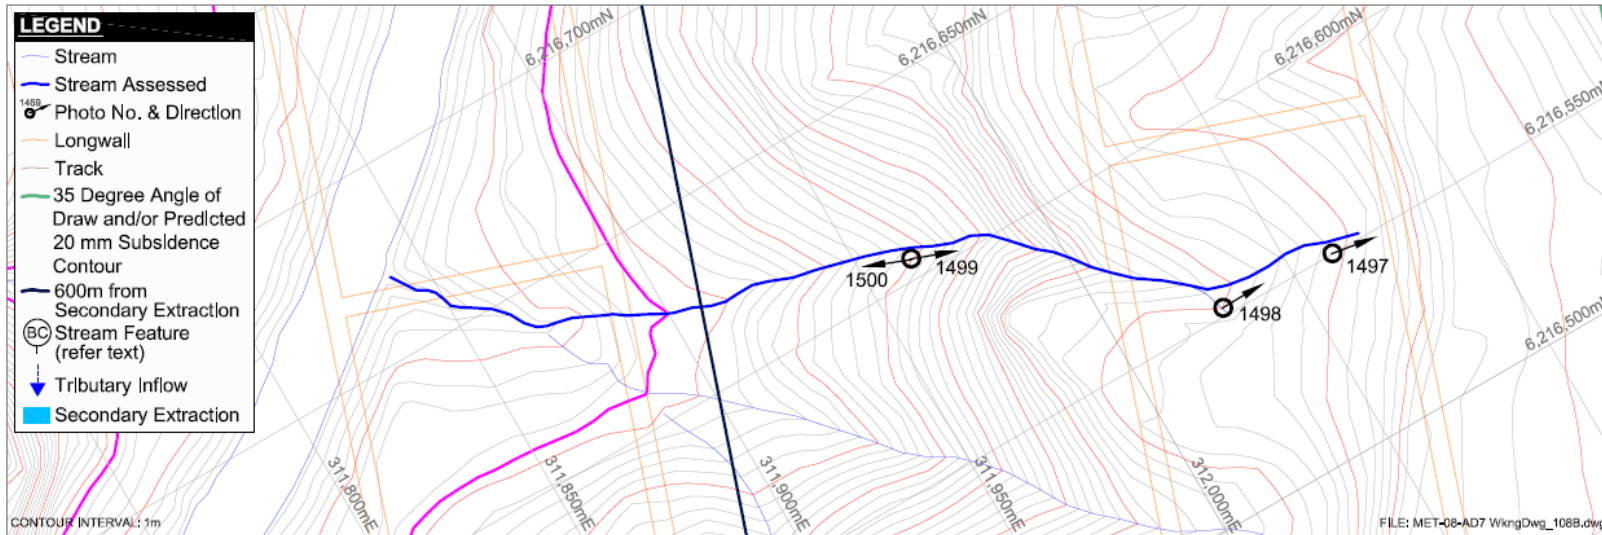 LEGEND
Stream
Stream Assessed
1469
Photo No. & Direction
Longwall
Track
35 Degree Angle of
Draw and/or Predicted
20 mm Subsidence
Contour
600m from
Secondary Extraction
BC
Stream Feature
(refer text)
Tributary Inflow
Secondary Extraction
6,216,700mN
6,216,650mN
6,216,600mN
6,216,550mN
6,216,500mN
1500
1499
1498
1497
311,800mE
311,850mE
311,900mE
311,950mE
312,000mE
CONTOUR INTERVAL: 1m
FILE: MET-08-AD7 WkngDwg_108B.dwg